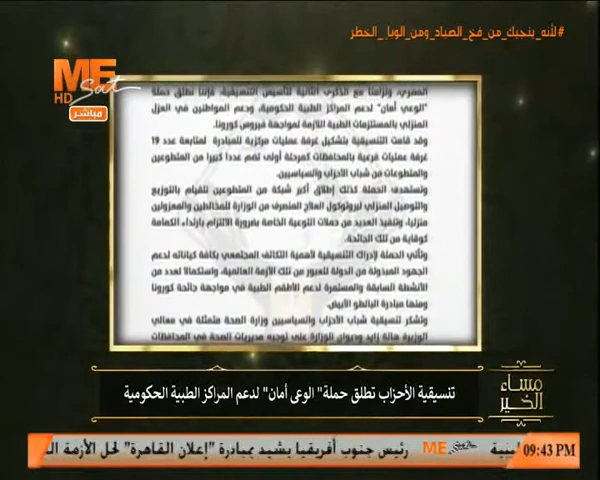 #لأنه_ينجيك_من_فخ_الصياد_ومن_الوبأ_الخطر
ME
Sat
HD
مباشر
المصري، وتزامنا مع الذكرى الثانية لتأسيس التنسيقية، فإننا نطلق حملة
"الوعي أمان" لدعم المراكز الطبية الحكومية، ودعم المواطنين في العزل
المنزلي بالمستلزمات الطبية اللازمة لمواجهة فيروس كورونا.
وقد قامت التنسيقية بتشكيل غرفة عمليات مركزية للمبادرة لمتابعة عدد 19
غرفة عمليات فرعية بالمحافظات كمرحلة أولى تضم عددا كبيرا من المتطوعين
والمتطوعات من شباب الأحزاب والسياسيين.
وتستهدف الحملة كذلك إطلاق أكبر شبكة من المتطوعين للقيام بالتوزيع
والتوصيل المنزلي لبروتوكول العلاج المنصرف من الوزارة للمخالطين والمعزولين
منزليا، وتنفيذ العديد من حملات التوعية الخاصة بضرورة الالتزام بارتداء الكمامة
كوقاية من تلك الجائحة.
وتأتي الحملة لإدراك التنسيقية لأهمية التكاتف المجتمعي بكافة كياناته لدعم
الجهود المبذولة من الدولة للعبور من تلك الأزمة العالمية، واستكمالا لعدد من
الأنشطة السابقة والمستمرة لدعم الأطقم الطبية في مواجهة جائحة كورونا
ومنها مبادرة البالطو الأبيض.
وتشكر تنسيقية شباب الأحزاب والسياسيين وزارة الصحة متمثلة في معالي
الوزيرة هالة زايد وديوان الوزارة على توجيه مديريات الصحة في المحافظات
تنسيقية الأحزاب تطلق حملة" الوعى أمان" لدعم المراكز الطبية الحكومية
مساء
الخير
09:43 PM
ليبية ME Sat رئيس جنوب أفريقيا يشيد بمبادرة "إعلان القاهرة" لحل الأزمة ال